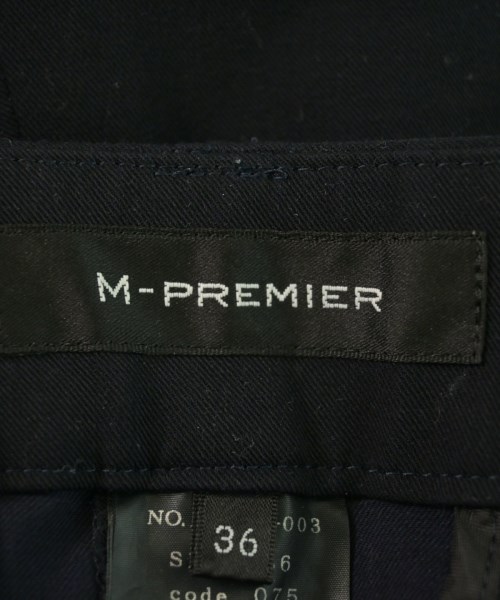 M-PREMIER
NO. -003
36
S 6
code 075